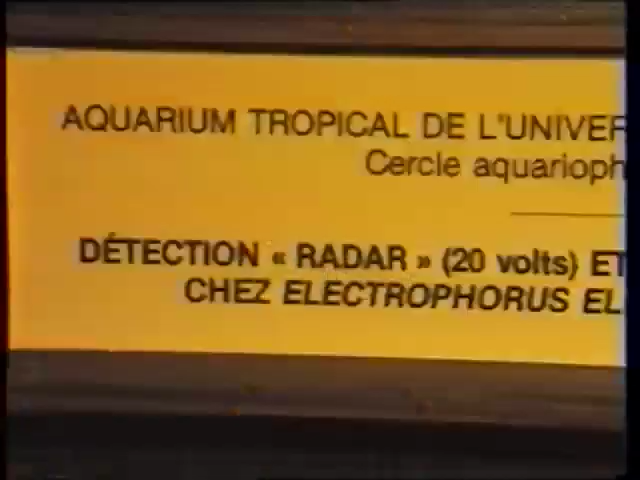 AQUARIUM TROPICAL DE L'UNIVER
Cercle aquarioph
DÉTECTION « RADAR » (20 volts) ET
CHEZ ELECTROPHORUS EL